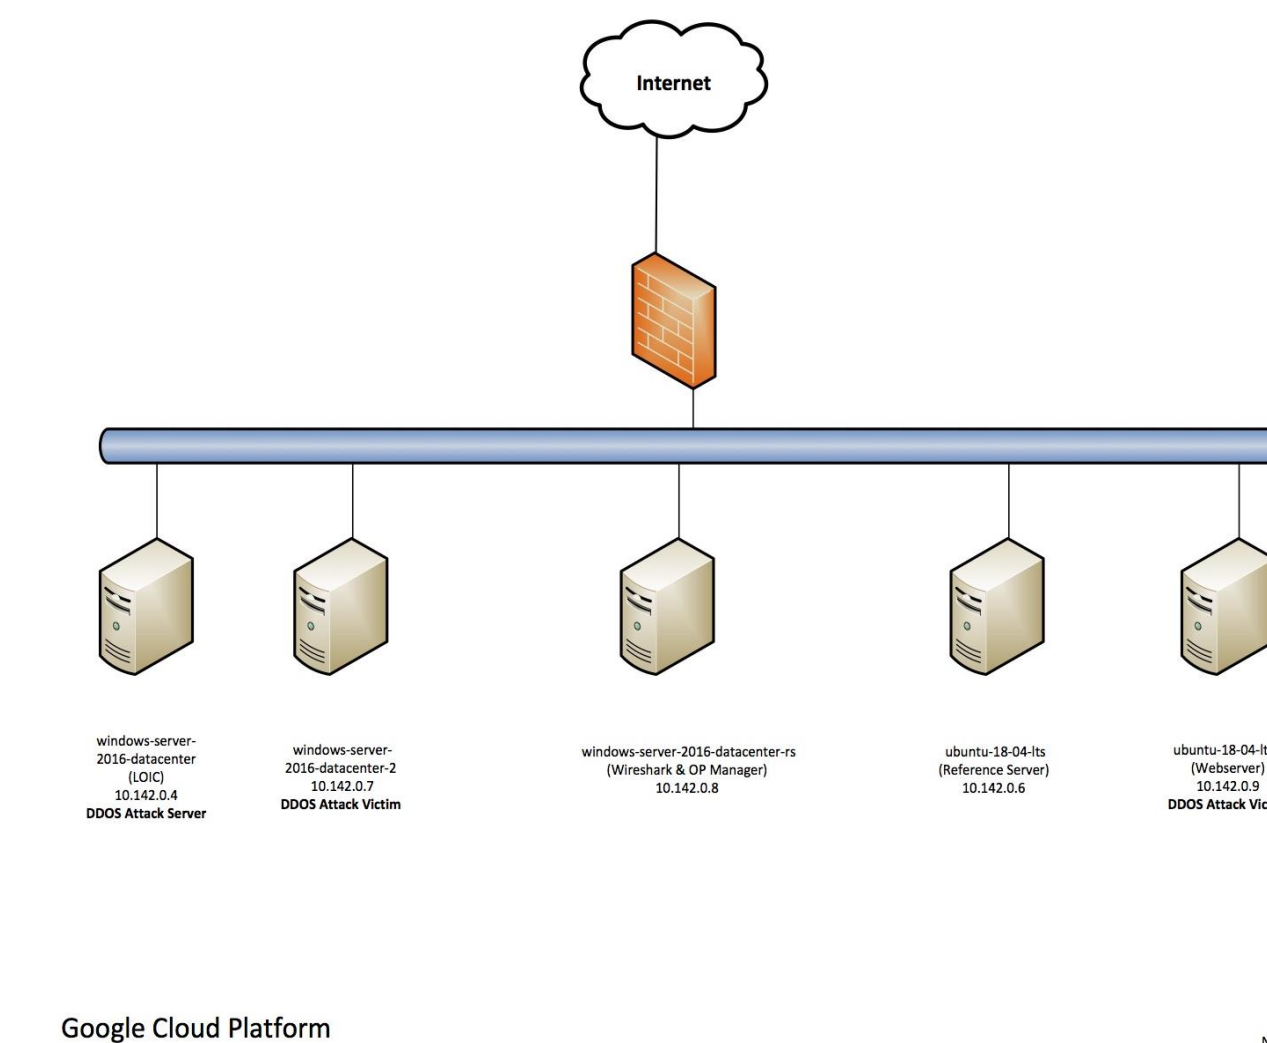 Internet
windows-server-
2016-datacenter
(LOIC)
10.142.0.4
DDOS Attack Server
windows-server-
2016-datacenter-2
10.142.0.7
DDOS Attack Victim
windows-server-2016-datacenter-rs
(Wireshark & OP Manager)
10.142.0.8
ubuntu-18-04-lts
(Reference Server)
10.142.0.6
(Webserver)
10.142.0.9
DDOS Attack
Google Cloud Platform